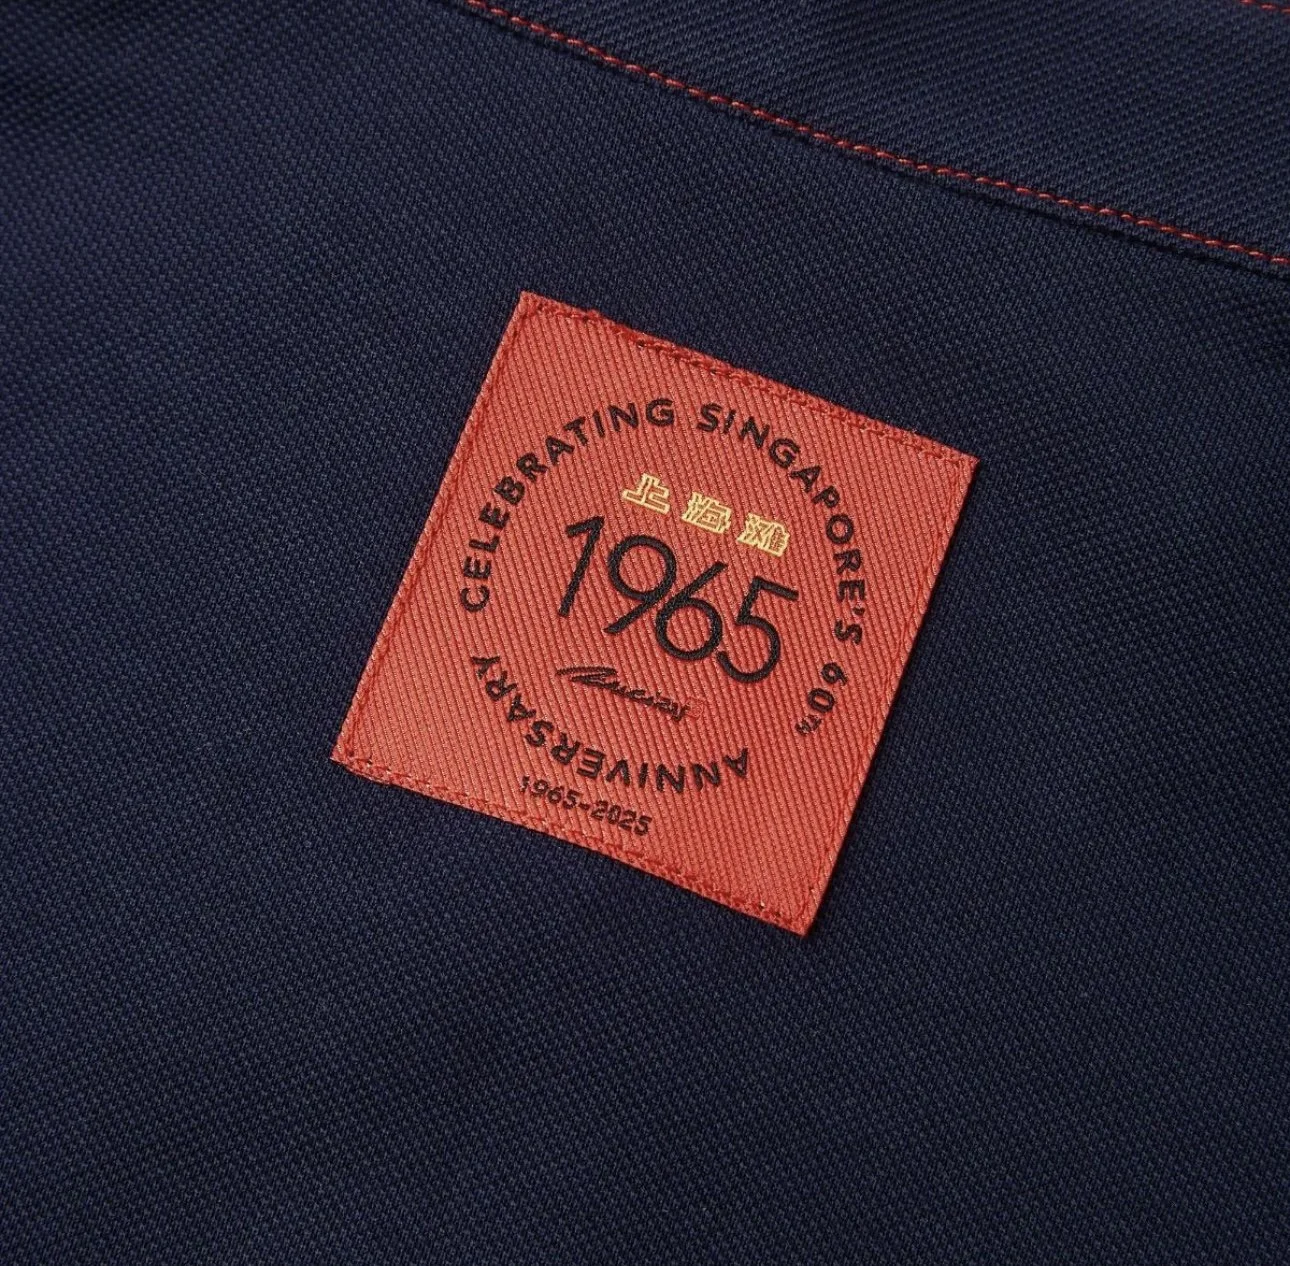 CELEBRATING SINGAPORE'S 60TH
上海滩
1965
ANNIVERSARY
1965-2025